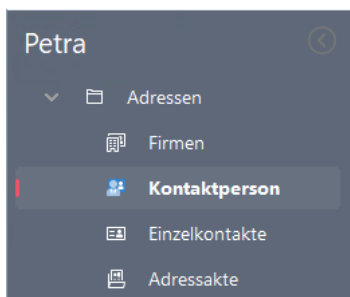 Petra
Adressen
Firmen
Kontaktperson
Einzelkontakte
Adressakte